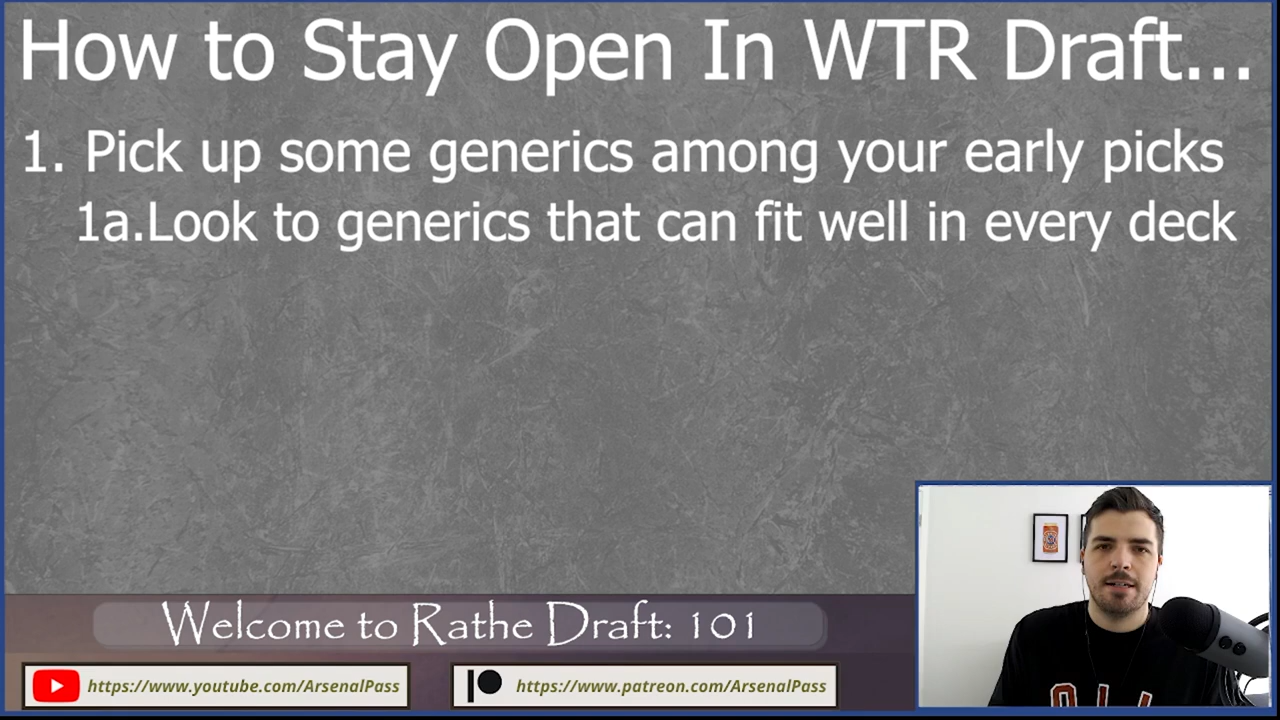 How to Stay Open In WTR Draft...
1. Pick up some generics among your early picks
1a.Look to generics that can fit well in every deck
Welcome to Rathe Draft: 101
https://www.youtube.com/ArsenalPass
https://www.patreon.com/ArsenalPass